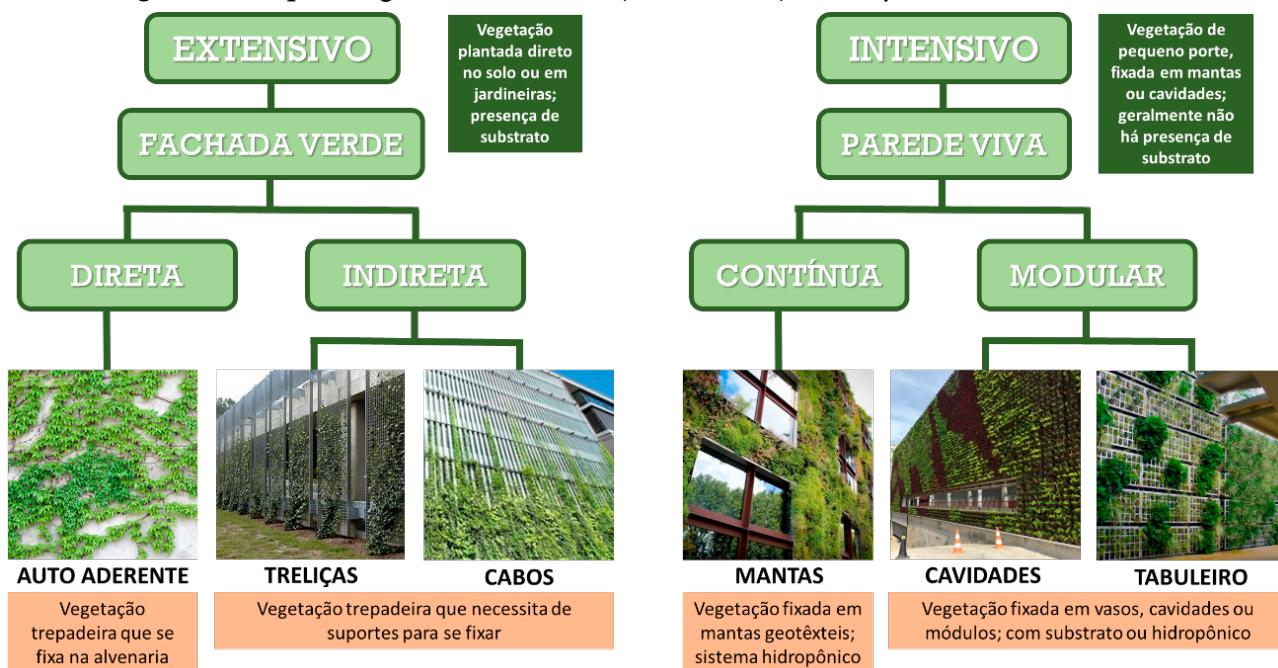 EXTENSIVO
Vegetação
plantada direto
no solo ou em
jardineiras;
presença de
substrato
FACHADA VERDE
DIRETA
INDIRETA
AUTO ADERENTE
TRELIÇAS
CABOS
Vegetação
trepadeira que se
fixa na alvenaria
Vegetação trepadeira que necessita de
suportes para se fixar
INTENSIVO
Vegetação de
pequeno porte,
fixada em mantas
ou cavidades;
geralmente não
há presença de
substrato
PAREDE VIVA
CONTÍNUA
MODULAR
MANTAS
CAVIDADES
TABULEIRO
Vegetação fixada em
mantas geotêxteis;
sistema hidropônico
Vegetação fixada em vasos, cavidades ou
módulos; com substrato ou hidropônico